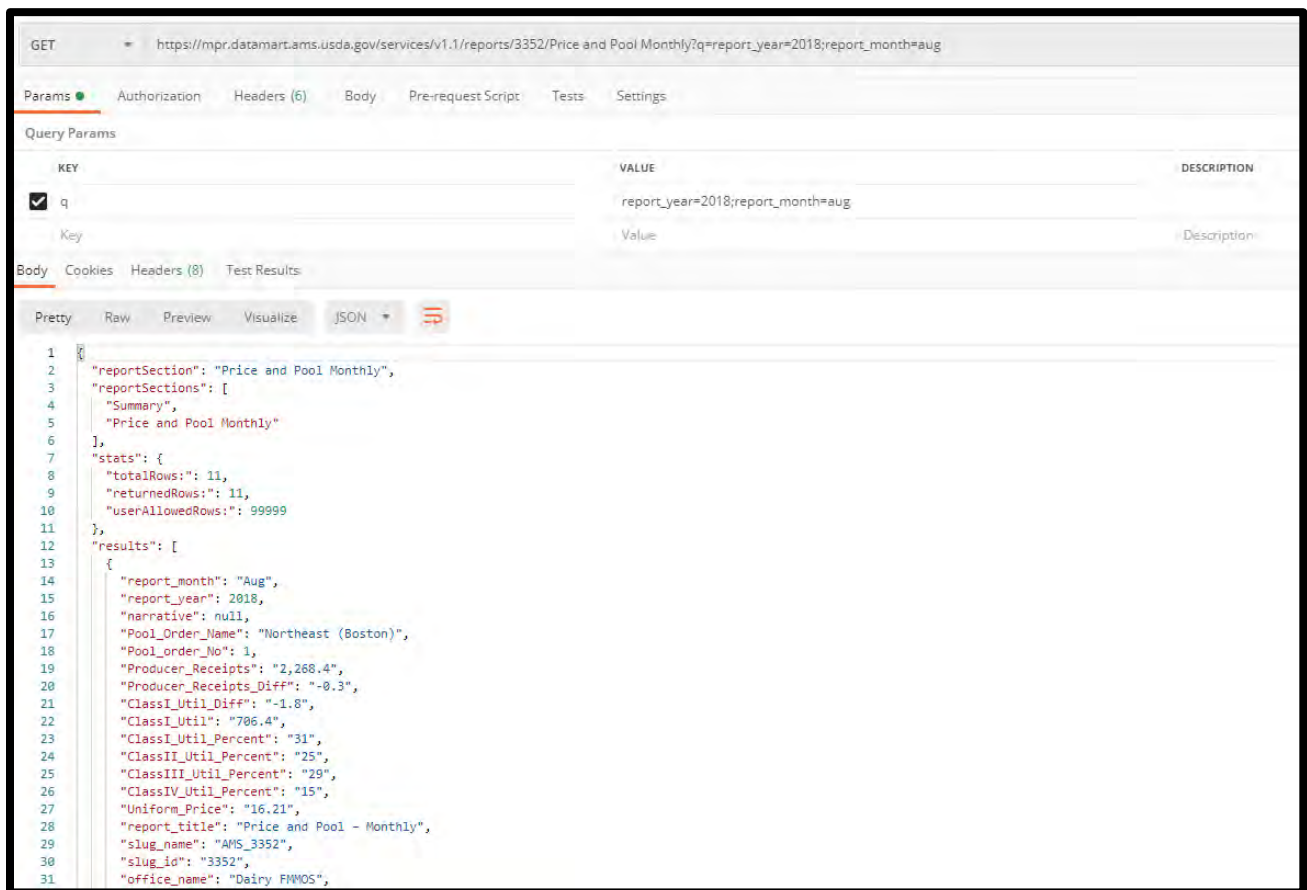 GET https://mpr.datamart.ams.usda.gov/services/v1.1/reports/3352/Price and Pool Monthly?q=report_year=2018;report_month=aug
Params Authorization Headers (6) Body Pre-request Script Tests Settings
Query Params
KEY VALUE DESCRIPTION
q report_year=2018;report_month=aug
Key Value Description
Body Cookies Headers (8) Test Results
Pretty Raw Preview Visualize JSON
1 {
2 "reportSection": "Price and Pool Monthly",
3 "reportSections": [
4 "Summary",
5 "Price and Pool Monthly"
6 ],
7 "stats": {
8 "totalRows:": 11,
9 "returnedRows:": 11,
10 "userAllowedRows:": 99999
11 },
12 "results": [
13 {
14 "report_month": "Aug",
15 "report_year": 2018,
16 "narrative": null,
17 "Pool_Order_Name": "Northeast (Boston)",
18 "Pool_order_No": 1,
19 "Producer_Receipts": "2,268.4",
20 "Producer_Receipts_Diff": "-0.3",
21 "ClassI_Util_Diff": "-1.8",
22 "ClassI_Util": "706.4",
23 "ClassI_Util_Percent": "31",
24 "ClassII_Util_Percent": "25",
25 "ClassIII_Util_Percent": "29",
26 "ClassIV_Util_Percent": "15",
27 "Uniform_Price": "16.21",
28 "report_title": "Price and Pool - Monthly",
29 "slug_name": "AMS_3352",
30 "slug_id": "3352",
31 "office_name": "Dairy FMMOS",